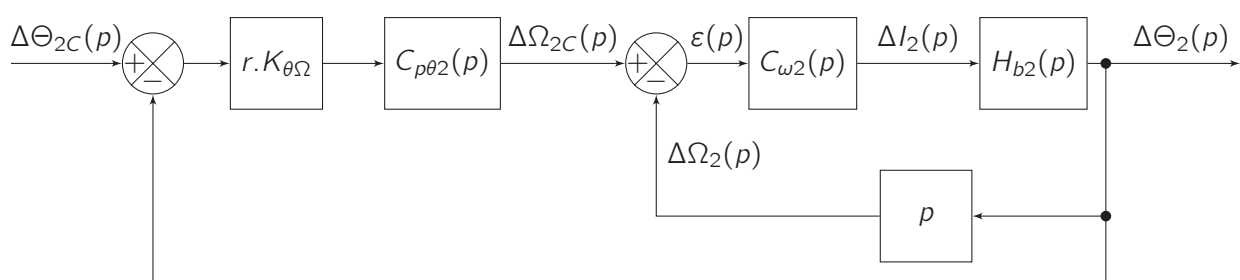 ΔΘ₂C(p)
+
−
r.KθΩ
Cpθ2(p)
ΔΩ₂C(p)
+
−
ε(p)
Cω2(p)
ΔI₂(p)
Hb2(p)
ΔΘ₂(p)
ΔΩ₂(p)
p